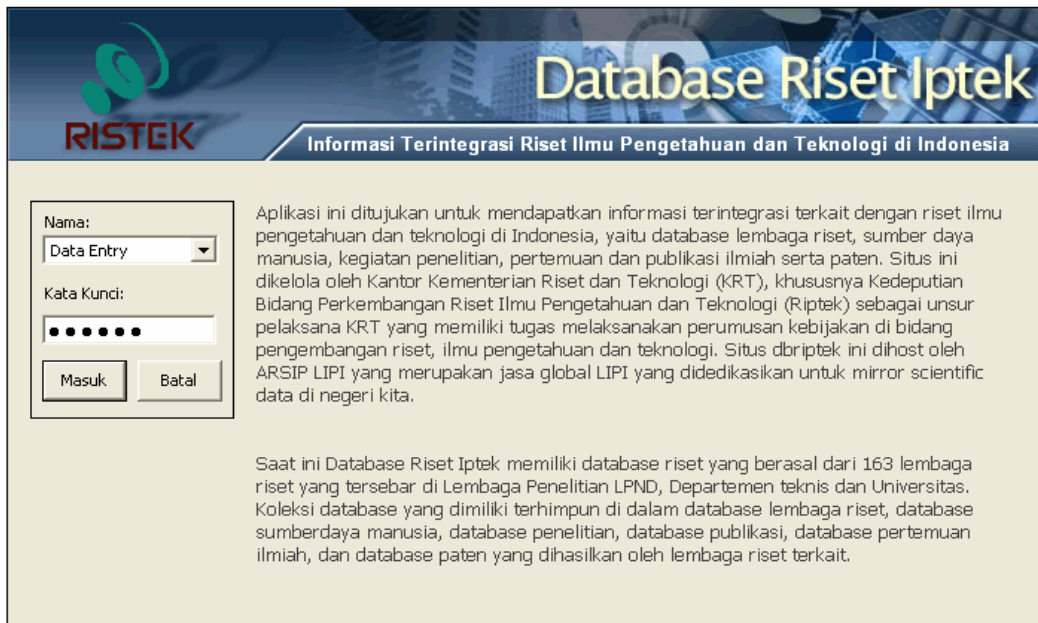 Database Riset Iptek
RISTEK
Informasi Terintegrasi Riset Ilmu Pengetahuan dan Teknologi di Indonesia
Nama:
Data Entry
Kata Kunci:
●●●●●●
Masuk Batal
Aplikasi ini ditujukan untuk mendapatkan informasi terintegrasi terkait dengan riset ilmu
pengetahuan dan teknologi di Indonesia, yaitu database lembaga riset, sumber daya
manusia, kegiatan penelitian, pertemuan dan publikasi ilmiah serta paten. Situs ini
dikelola oleh Kantor Kementerian Riset dan Teknologi (KRT), khususnya Kedeputian
Bidang Perkembangan Riset Ilmu Pengetahuan dan Teknologi (Riptek) sebagai unsur
pelaksana KRT yang memiliki tugas melaksanakan perumusan kebijakan di bidang
pengembangan riset, ilmu pengetahuan dan teknologi. Situs dbriptek ini dihost oleh
ARSIP LIPI yang merupakan jasa global LIPI yang didedikasikan untuk mirror scientific
data di negeri kita.
Saat ini Database Riset Iptek memiliki database riset yang berasal dari 163 lembaga
riset yang tersebar di Lembaga Penelitian LPND, Departemen teknis dan Universitas.
Koleksi database yang dimiliki terhimpun di dalam database lembaga riset, database
sumberdaya manusia, database penelitian, database publikasi, database pertemuan
ilmiah, dan database paten yang dihasilkan oleh lembaga riset terkait.